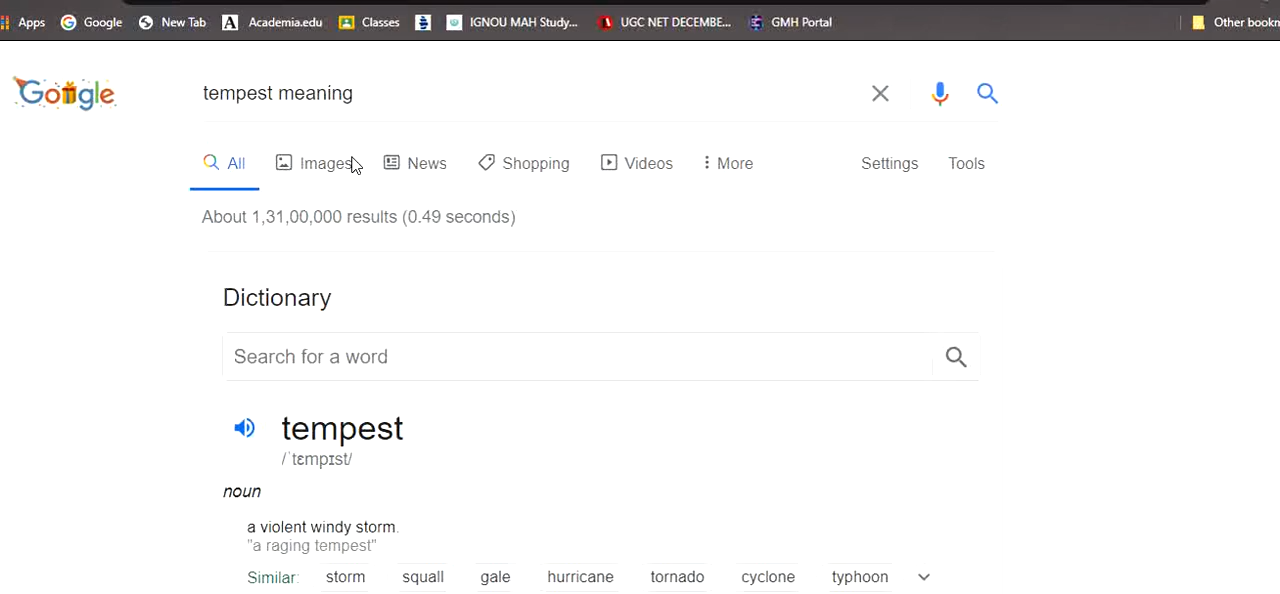 Apps Google New Tab A Academia.edu Classes IGNOU MAH Study... UGC NET DECEMBE... GMH Portal Other bookm
Google tempest meaning
All Images News Shopping Videos More Settings Tools
About 1,31,00,000 results (0.49 seconds)
Dictionary
Search for a word
tempest
/ˈtɛmpɪst/
noun
a violent windy storm.
"a raging tempest"
Similar: storm squall gale hurricane tornado cyclone typhoon